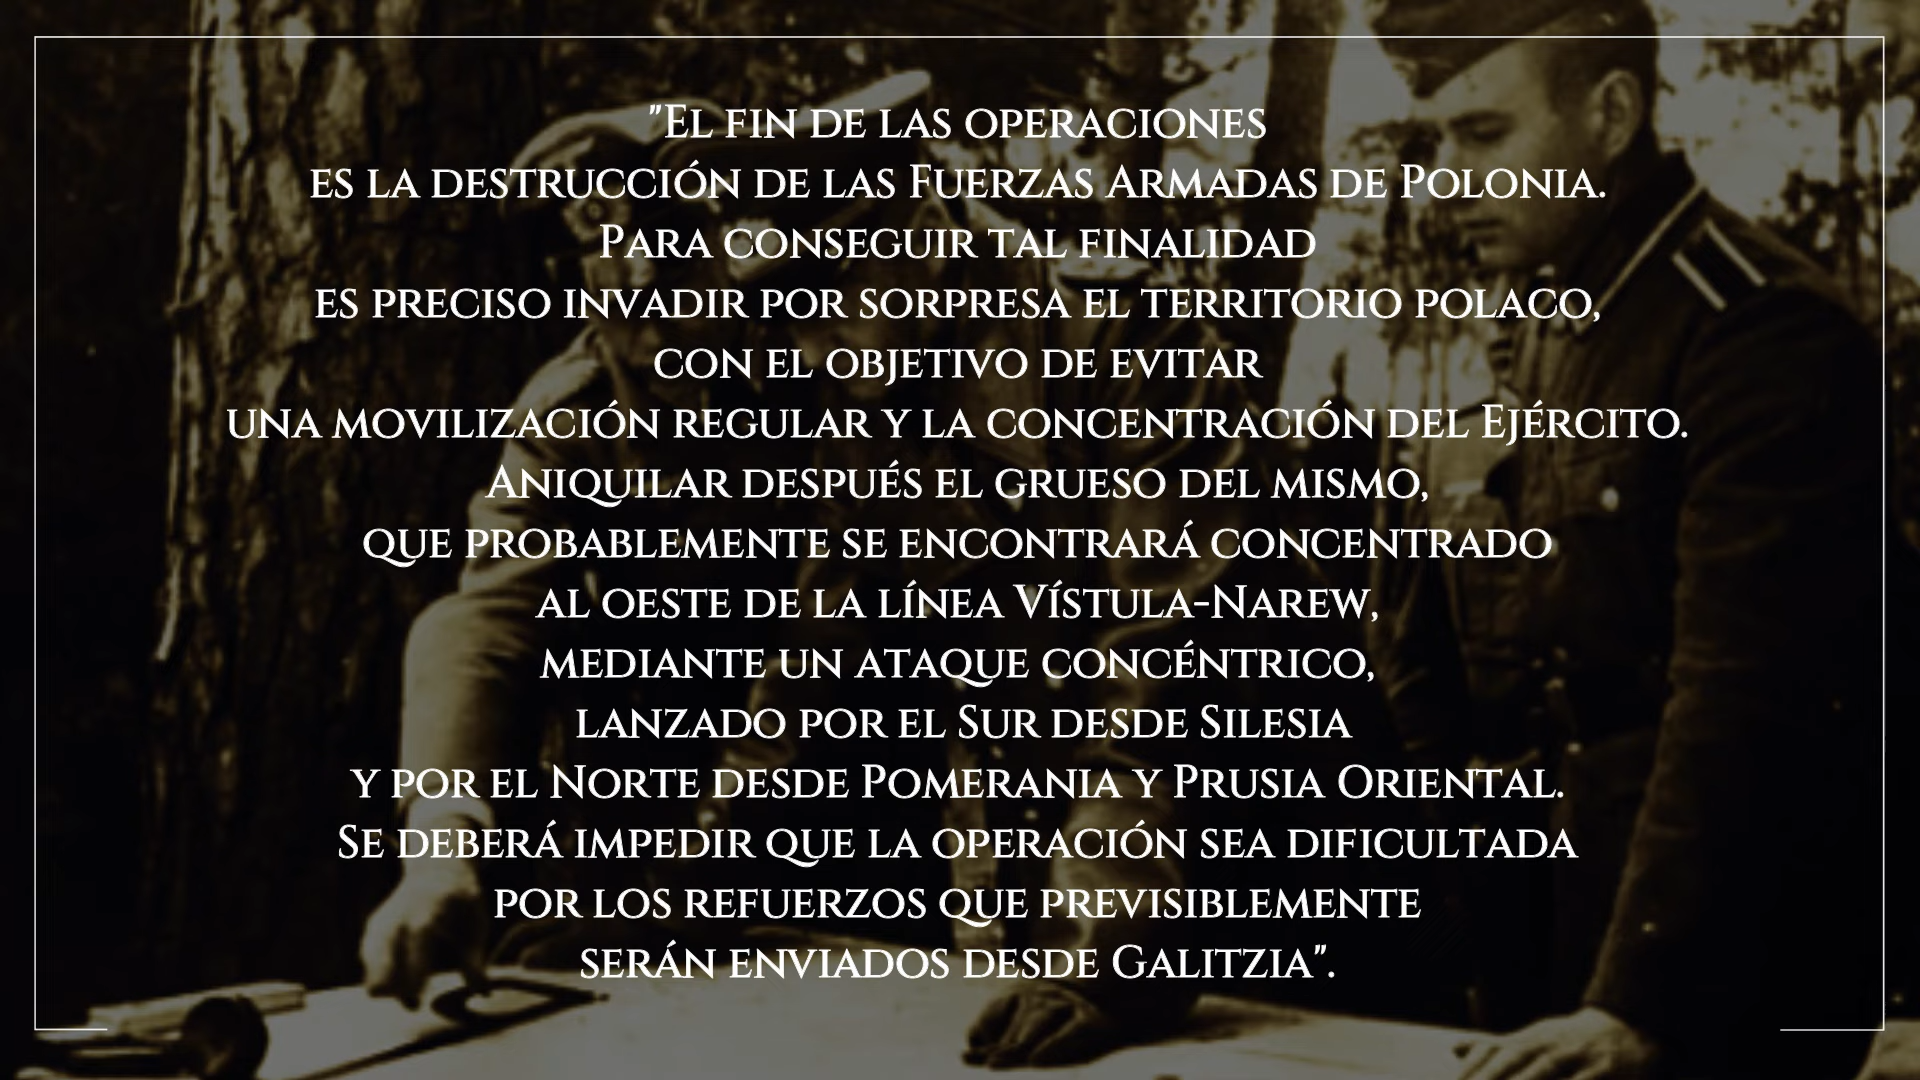 "El fin de las operaciones
es la destrucción de las Fuerzas Armadas de Polonia.
Para conseguir tal finalidad
es preciso invadir por sorpresa el territorio polaco,
con el objetivo de evitar
una movilización regular y la concentración del Ejército.
Aniquilar después el grueso del mismo,
que probablemente se encontrará concentrado
al oeste de la línea Vístula-Narew,
mediante un ataque concéntrico,
lanzado por el Sur desde Silesia
y por el Norte desde Pomerania y Prusia Oriental.
Se deberá impedir que la operación sea dificultada
por los refuerzos que previsiblemente
serán enviados desde Galitzia".